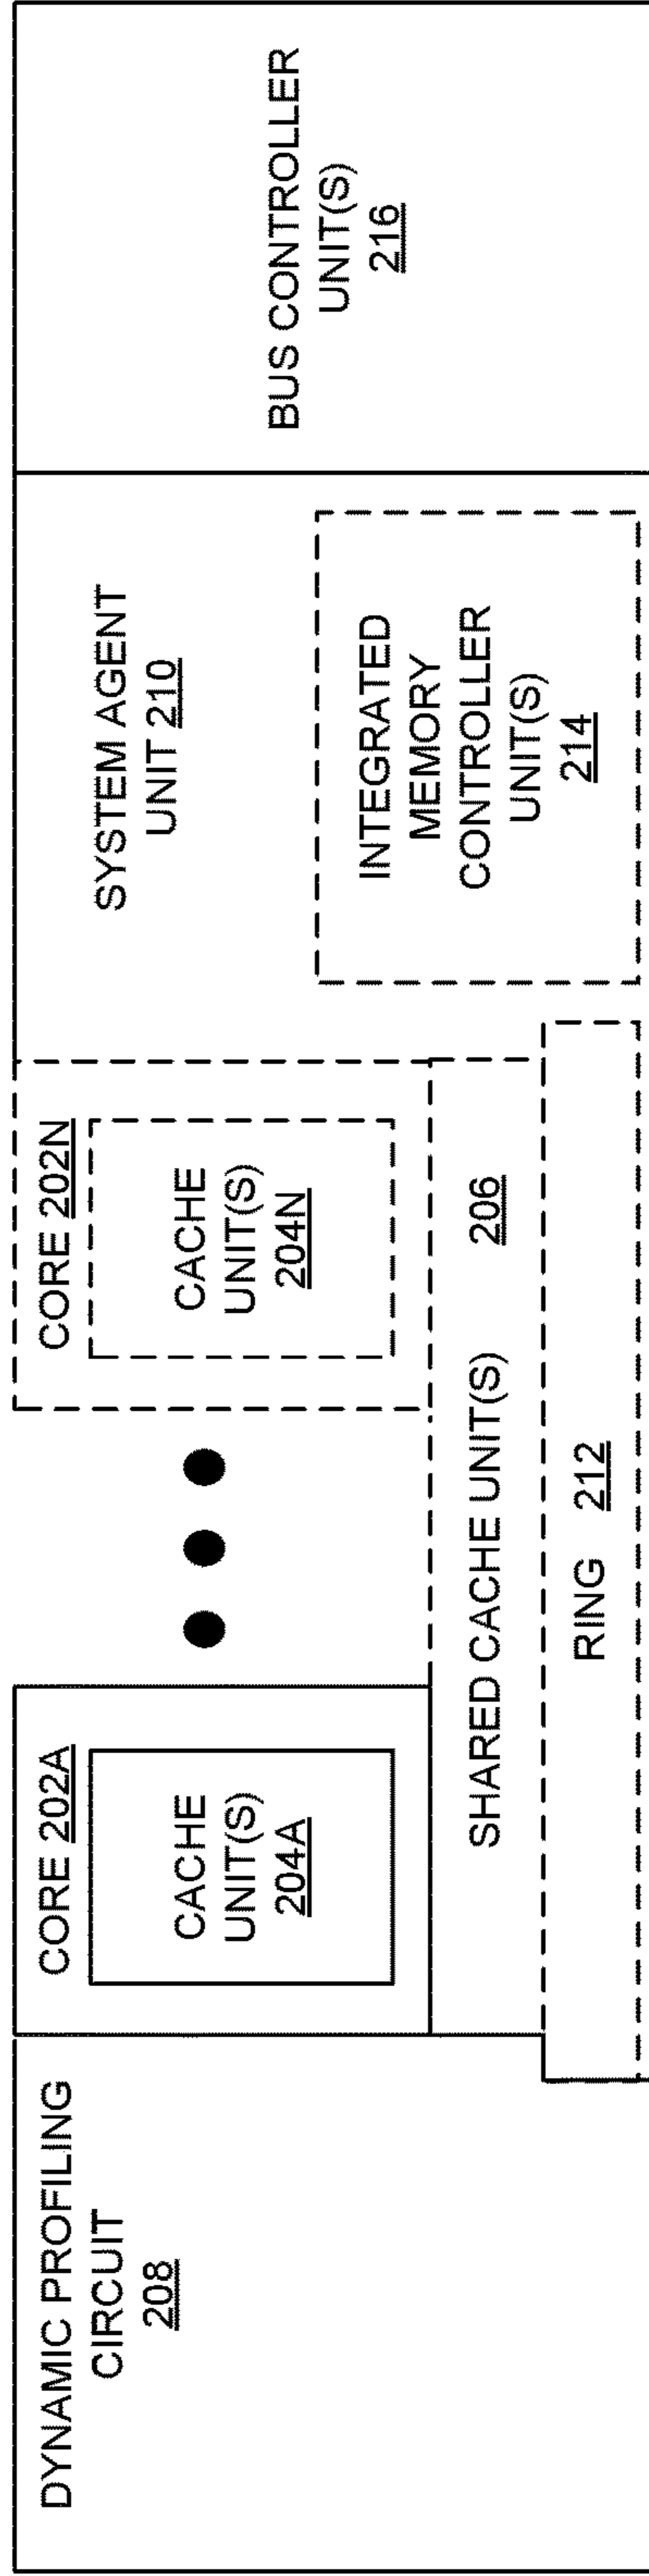 DYNAMIC PROFILING
CIRCUIT
208
CORE 202A
CACHE
UNIT(S)
204A
CORE 202N
CACHE
UNIT(S)
204N
SHARED CACHE UNIT(S) 206
RING 212
SYSTEM AGENT
UNIT 210
INTEGRATED
MEMORY
CONTROLLER
UNIT(S)
214
BUS CONTROLLER
UNIT(S)
216